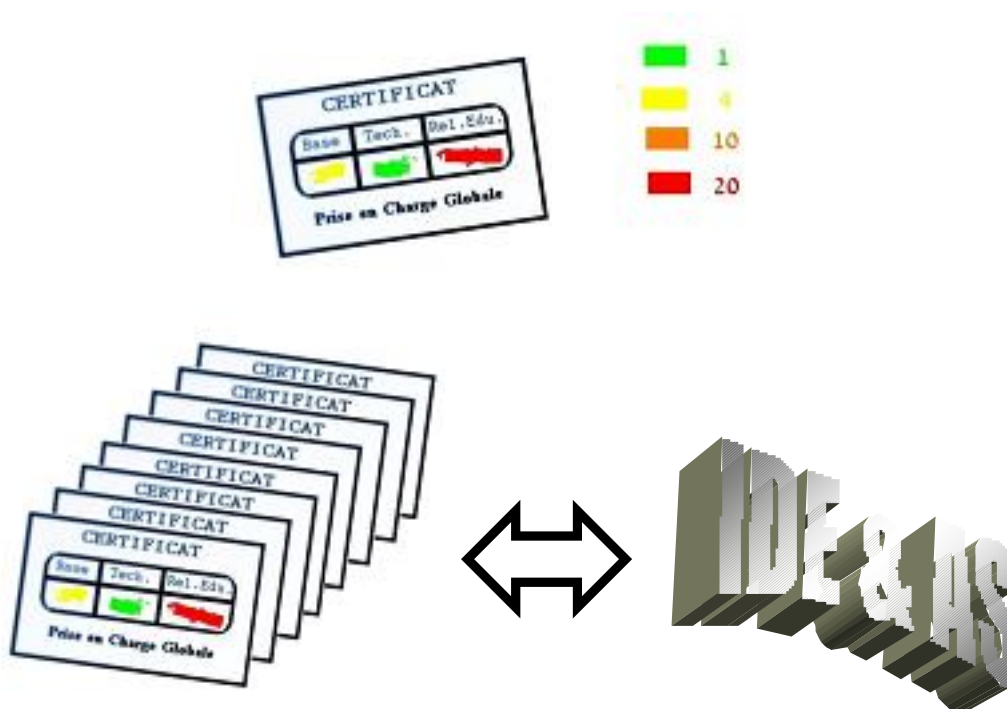 CERTIFICAT
Base Tech. Rel.Edu.
Prise en Charge Globale
1
4
10
20
CERTIFICAT
CERTIFICAT
CERTIFICAT
CERTIFICAT
CERTIFICAT
CERTIFICAT
CERTIFICAT
CERTIFICAT
Base Tech. Rel.Edu.
Prise en Charge Globale
IDE & AS